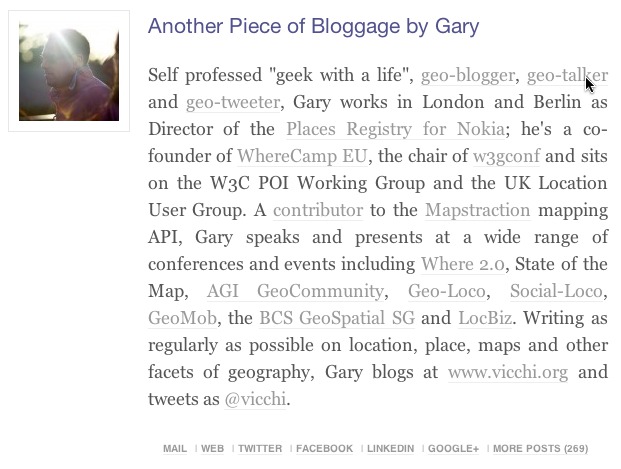 Another Piece of Bloggage by Gary
Self professed "geek with a life", geo-blogger, geo-talker
and geo-tweeter, Gary works in London and Berlin as
Director of the Places Registry for Nokia; he's a co-
founder of WhereCamp EU, the chair of w3gconf and sits
on the W3C POI Working Group and the UK Location
User Group. A contributor to the Mapstraction mapping
API, Gary speaks and presents at a wide range of
conferences and events including Where 2.0, State of the
Map, AGI GeoCommunity, Geo-Loco, Social-Loco,
GeoMob, the BCS GeoSpatial SG and LocBiz. Writing as
regularly as possible on location, place, maps and other
facets of geography, Gary blogs at www.vicchi.org and
tweets as @vicchi.
MAIL | WEB | TWITTER | FACEBOOK | LINKEDIN | GOOGLE+ | MORE POSTS (269)